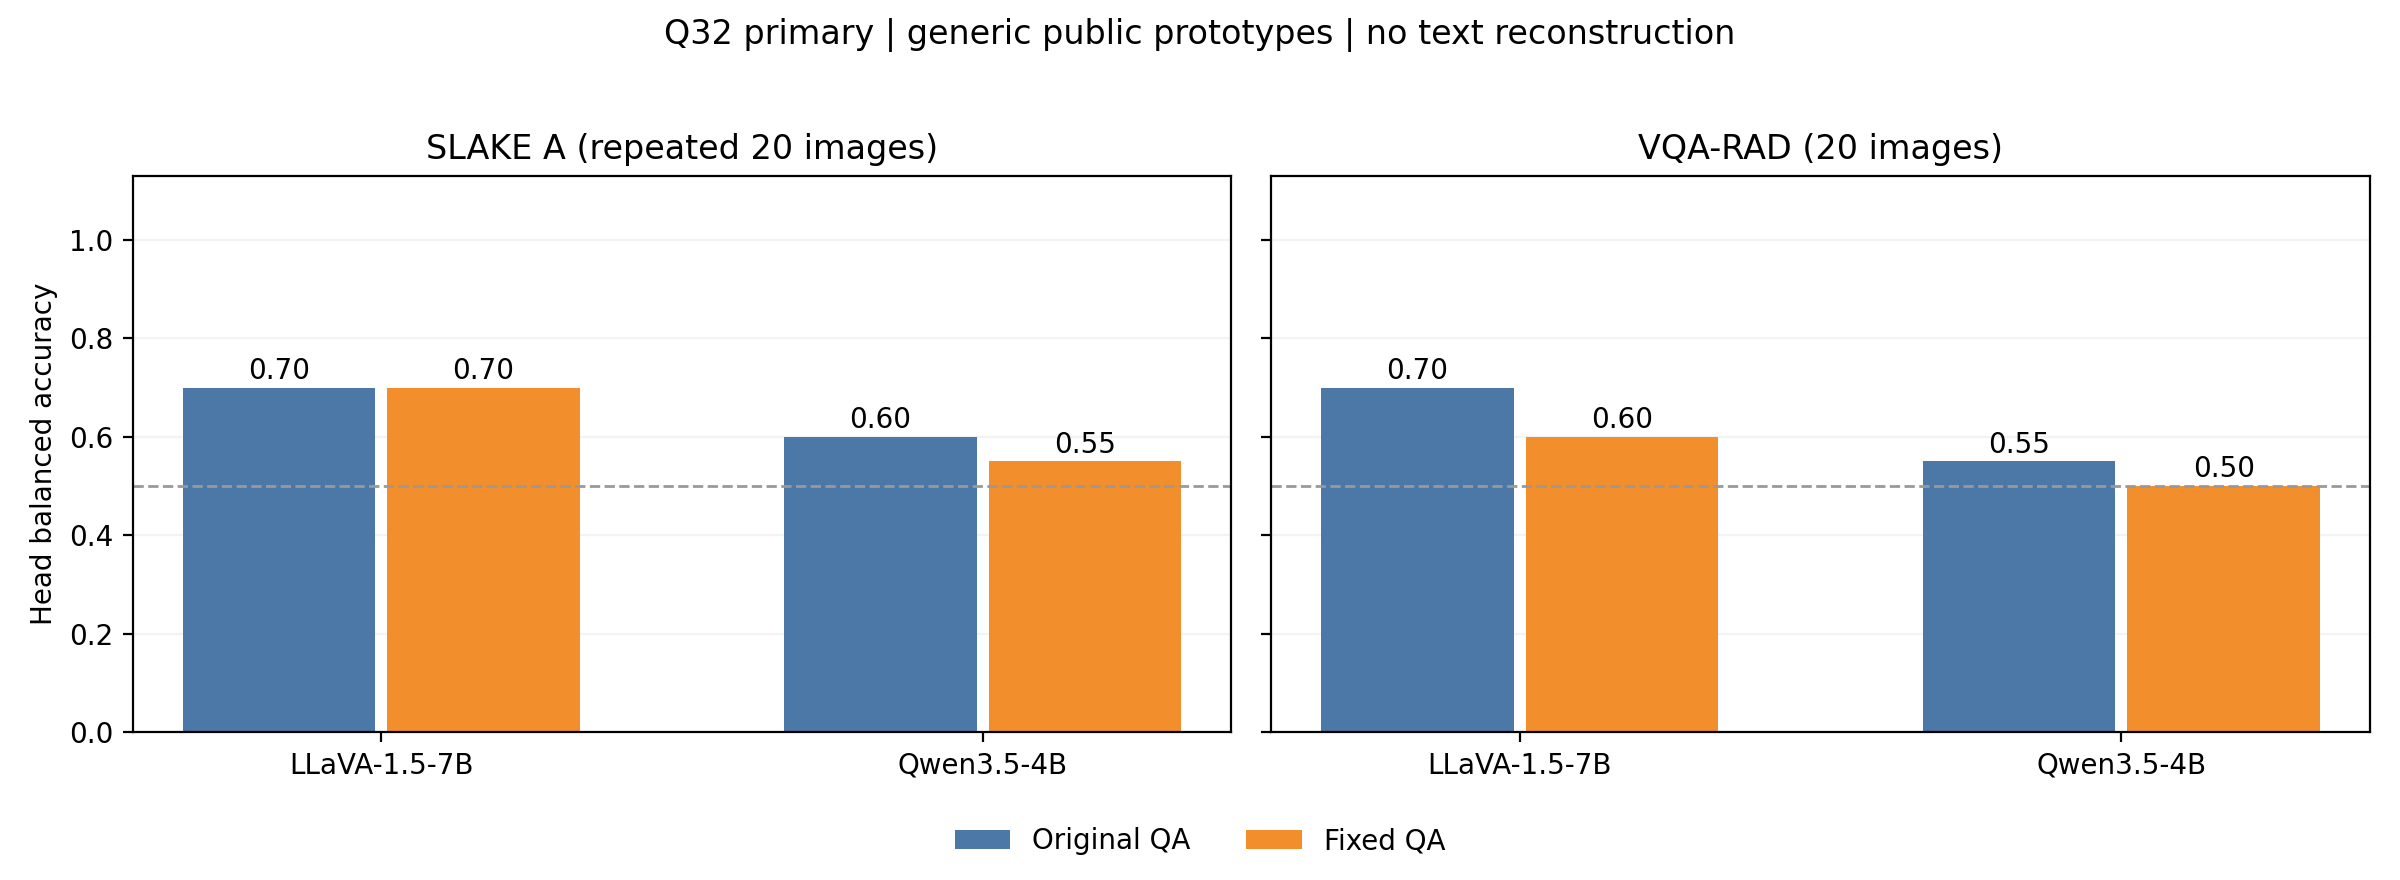 Q32 primary | generic public prototypes | no text reconstruction
SLAKE A (repeated 20 images)
VQA-RAD (20 images)
Head balanced accuracy
1.0
0.8
0.6
0.4
0.2
0.0
0.70
0.70
0.60
0.55
0.70
0.60
0.55
0.50
LLaVA-1.5-7B
Qwen3.5-4B
LLaVA-1.5-7B
Qwen3.5-4B
Original QA
Fixed QA